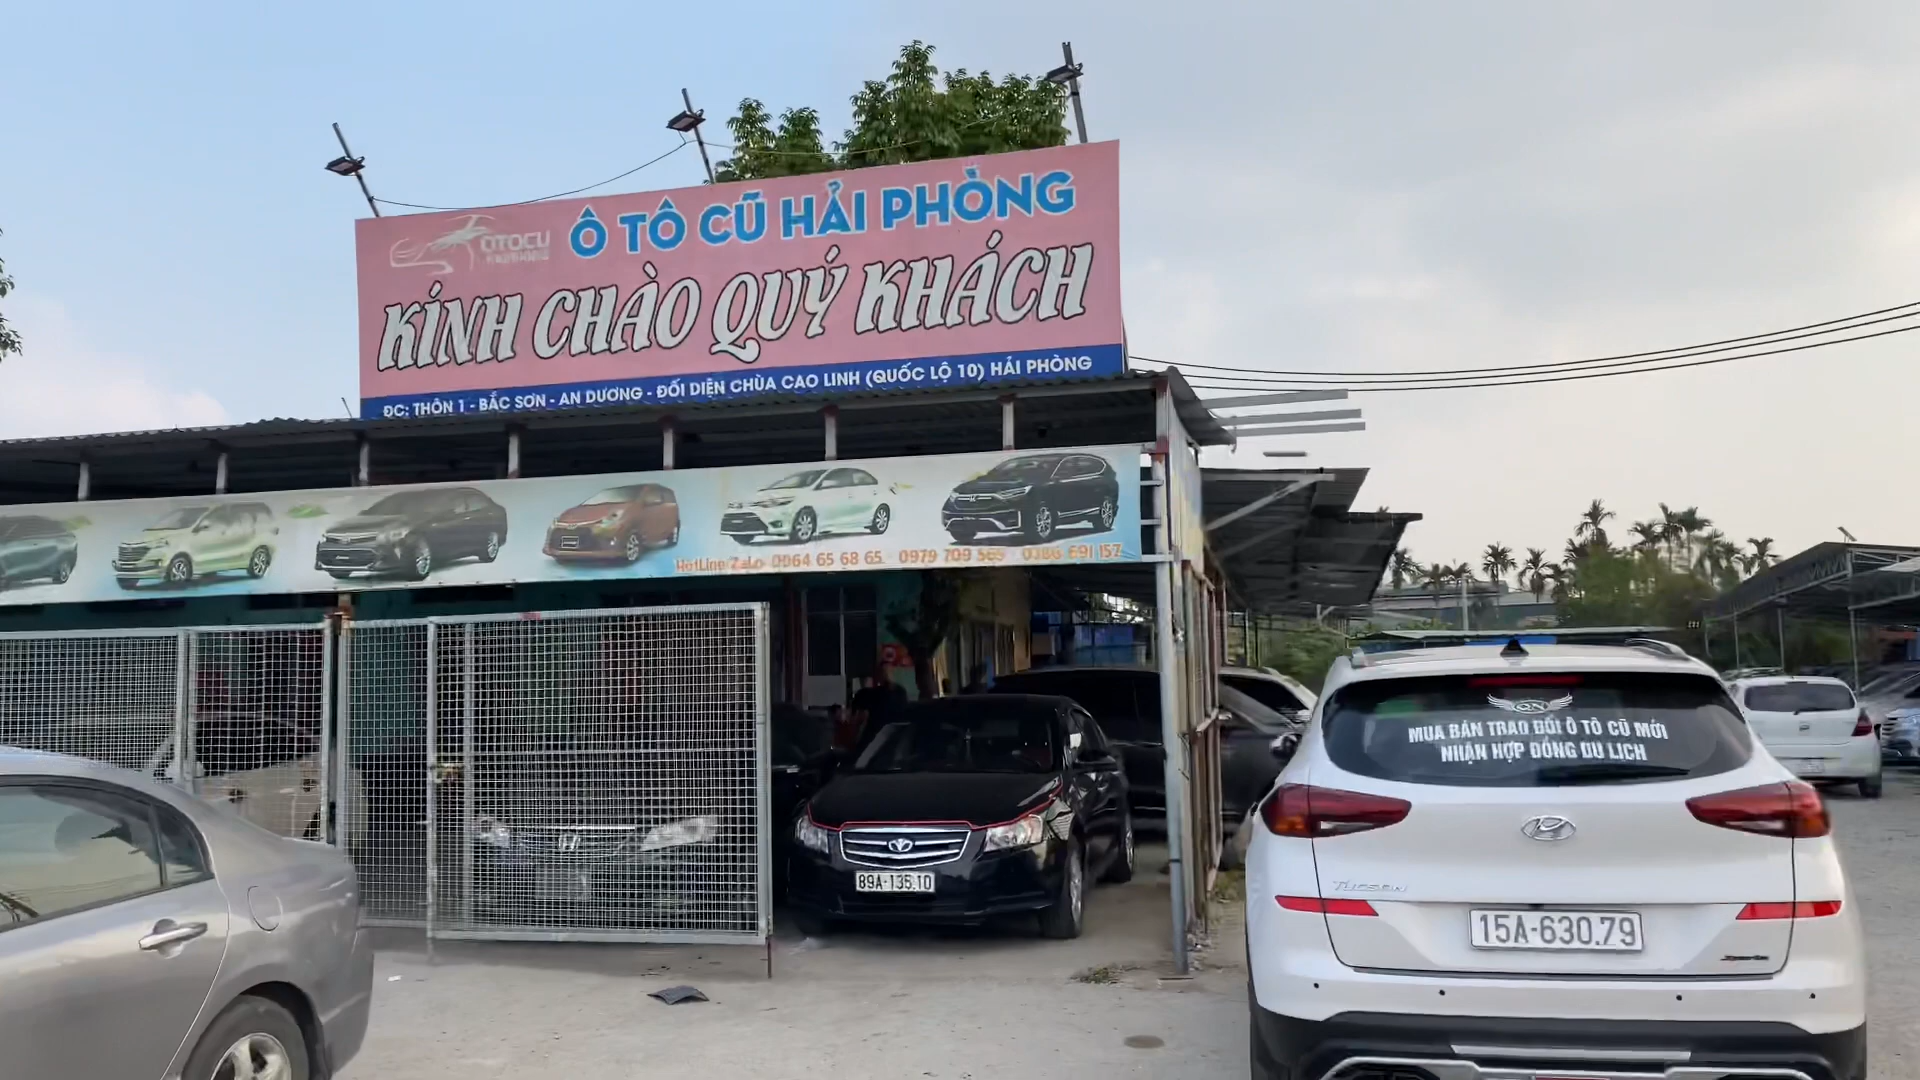 OTOCU
Ô TÔ CŨ HẢI PHÒNG
KÍNH CHÀO QUÝ KHÁCH
ĐC: THÔN 1 - BẮC SƠN - AN DƯƠNG - ĐỐI DIỆN CHÙA CAO LINH (QUỐC LỘ 10) HẢI PHÒNG
HotLine/Zalo 0964 65 68 65 - 0979 709 569 - 0386 691 157
QN
MUA BÁN TRAO ĐỔI Ô TÔ CŨ MỚI
NHẬN HỢP ĐỒNG DU LỊCH
TUCSON
15A-630.79
89A-135.10